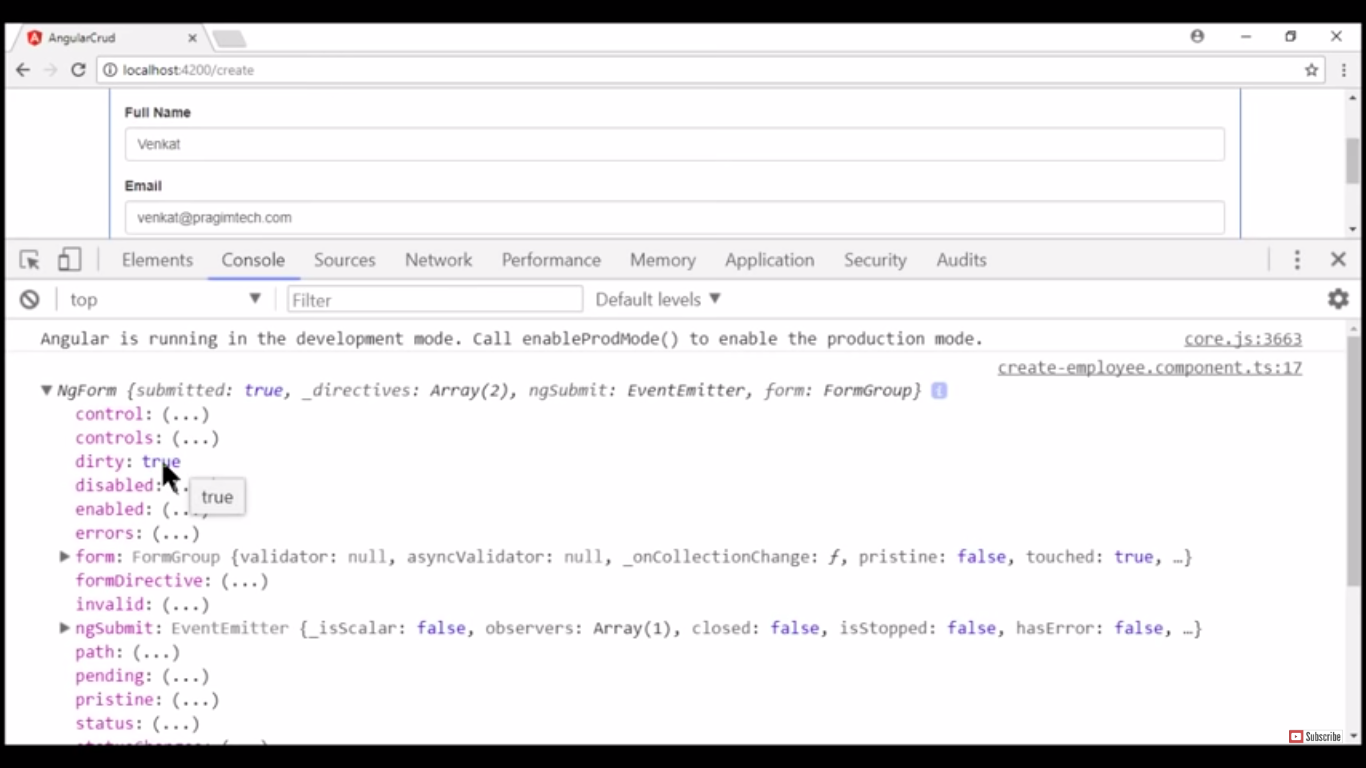 AngularCrud
localhost:4200/create
Full Name
Venkat
Email
venkat@pragimtech.com
Elements Console Sources Network Performance Memory Application Security Audits
top Filter Default levels
Angular is running in the development mode. Call enableProdMode() to enable the production mode. core.js:3663
create-employee.component.ts:17
NgForm {submitted: true, _directives: Array(2), ngSubmit: EventEmitter, form: FormGroup} i
control: (...)
controls: (...)
dirty: true
disabled:
true
enabled: (...)
errors: (...)
form: FormGroup {validator: null, asyncValidator: null, _onCollectionChange: ƒ, pristine: false, touched: true, …}
formDirective: (...)
invalid: (...)
ngSubmit: EventEmitter {_isScalar: false, observers: Array(1), closed: false, isStopped: false, hasError: false, …}
path: (...)
pending: (...)
pristine: (...)
status: (...)
Subscribe